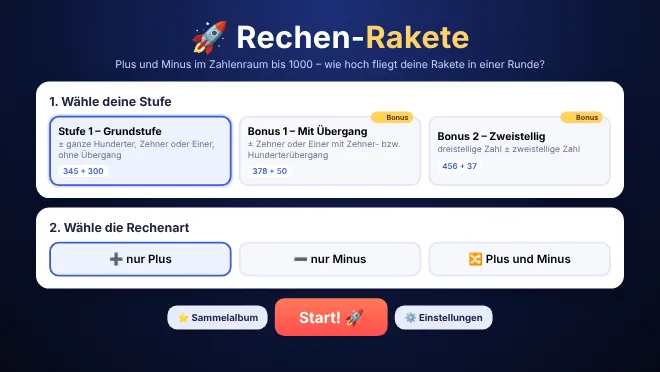 🚀 Rechen-Rakete
Plus und Minus im Zahlenraum bis 1000 – wie hoch fliegt deine Rakete in einer Runde?
1. Wähle deine Stufe
Stufe 1 – Grundstufe
± ganze Hunderter, Zehner oder Einer,
ohne Übergang
345 + 300
Bonus
Bonus 1 – Mit Übergang
± Zehner oder Einer mit Zehner- bzw.
Hunderterübergang
378 + 50
Bonus
Bonus 2 – Zweistellig
dreistellige Zahl ± zweistellige Zahl
456 + 37
2. Wähle die Rechenart
➕ nur Plus
➖ nur Minus
🔀 Plus und Minus
⭐ Sammelalbum
Start! 🚀
⚙️ Einstellungen